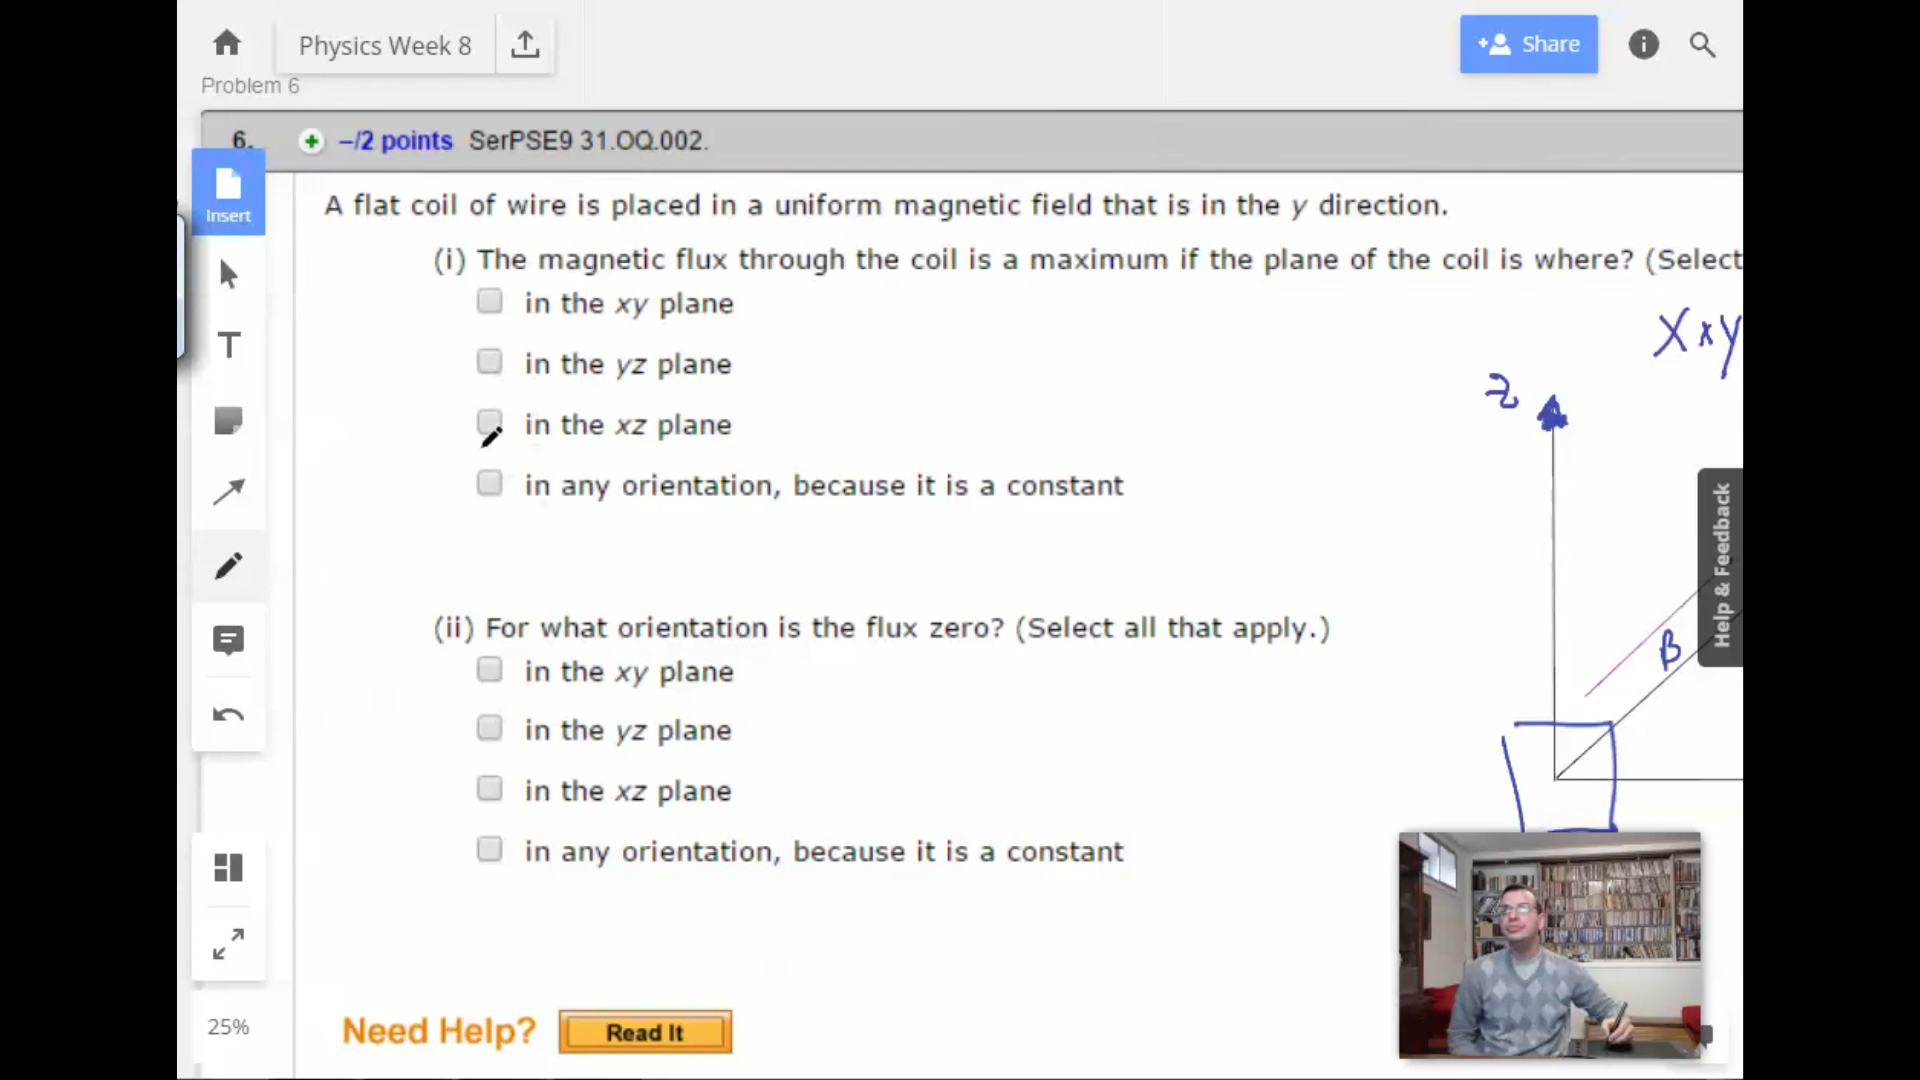 Physics Week 8
Share
Problem 6
6. –/2 points SerPSE9 31.OQ.002.
Insert
A flat coil of wire is placed in a uniform magnetic field that is in the y direction.
(i) The magnetic flux through the coil is a maximum if the plane of the coil is where? (Select
in the xy plane
in the yz plane
in the xz plane
in any orientation, because it is a constant
X × y
z
Help & Feedback
B
(ii) For what orientation is the flux zero? (Select all that apply.)
in the xy plane
in the yz plane
in the xz plane
in any orientation, because it is a constant
25%
Need Help? Read It